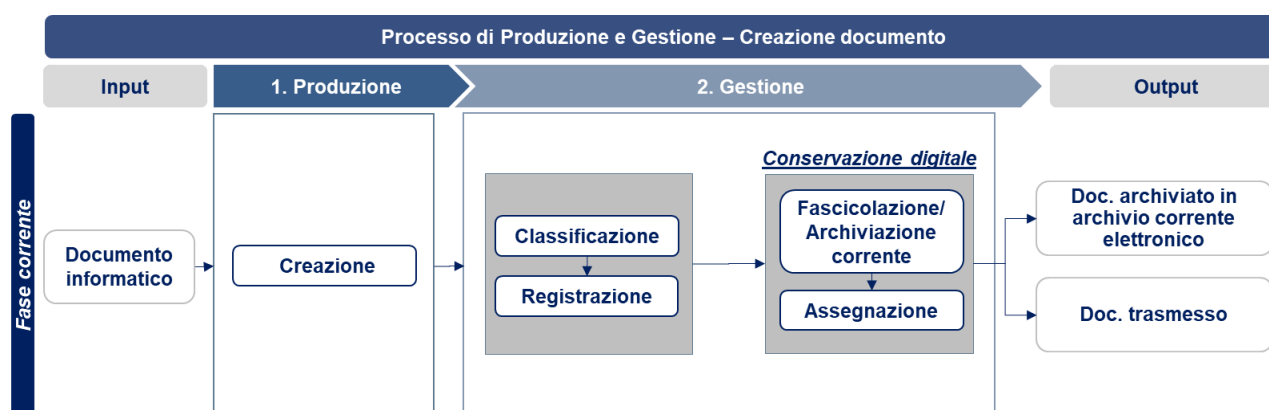 Processo di Produzione e Gestione – Creazione documento
Input
1. Produzione
2. Gestione
Output
Fase corrente
Documento
informatico
Creazione
Classificazione
Registrazione
Conservazione digitale
Fascicolazione/
Archiviazione
corrente
Assegnazione
Doc. archiviato in
archivio corrente
elettronico
Doc. trasmesso